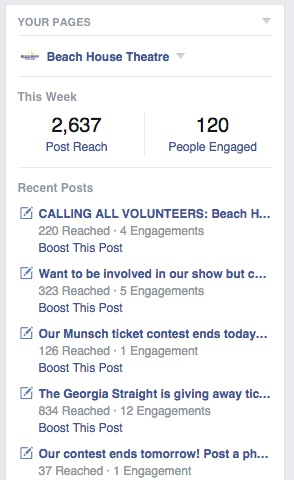 YOUR PAGES
Beach House Theatre
This Week
2,637 120
Post Reach People Engaged
Recent Posts
CALLING ALL VOLUNTEERS: Beach H...
220 Reached · 4 Engagements
Boost This Post
Want to be involved in our show but c...
323 Reached · 5 Engagements
Boost This Post
Our Munsch ticket contest ends today...
126 Reached · 1 Engagement
Boost This Post
The Georgia Straight is giving away tic...
834 Reached · 12 Engagements
Boost This Post
Our contest ends tomorrow! Post a ph...
37 Reached · 1 Engagement